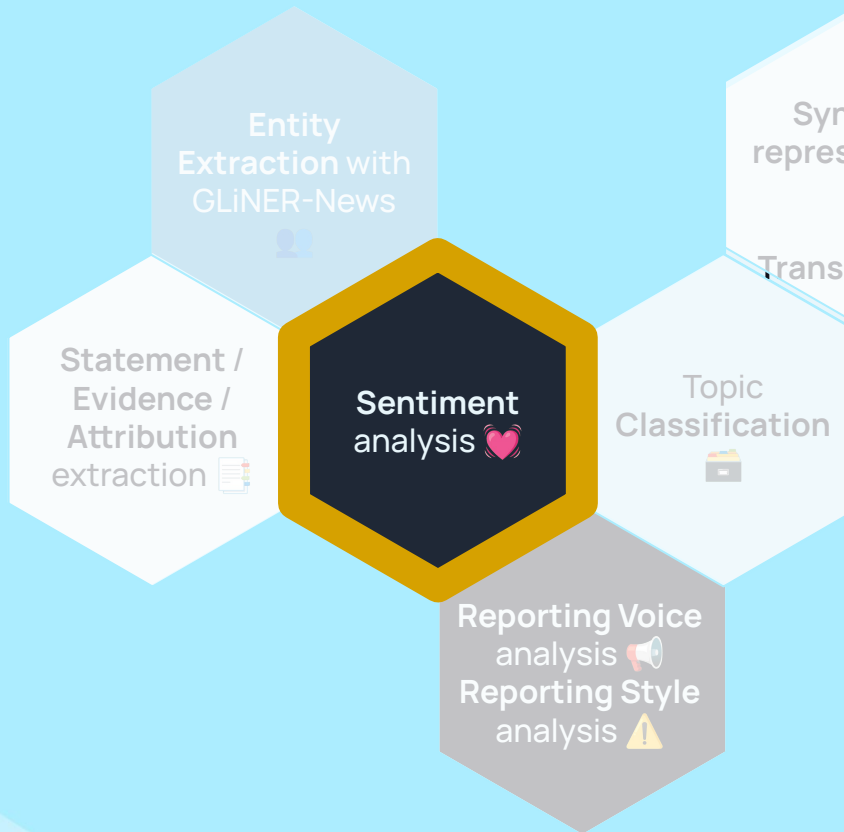 Entity
Extraction with
GLiNER-News
Statement /
Evidence /
Attribution
extraction
Sentiment
analysis
Topic
Classification
Reporting Voice
analysis
Reporting Style
analysis